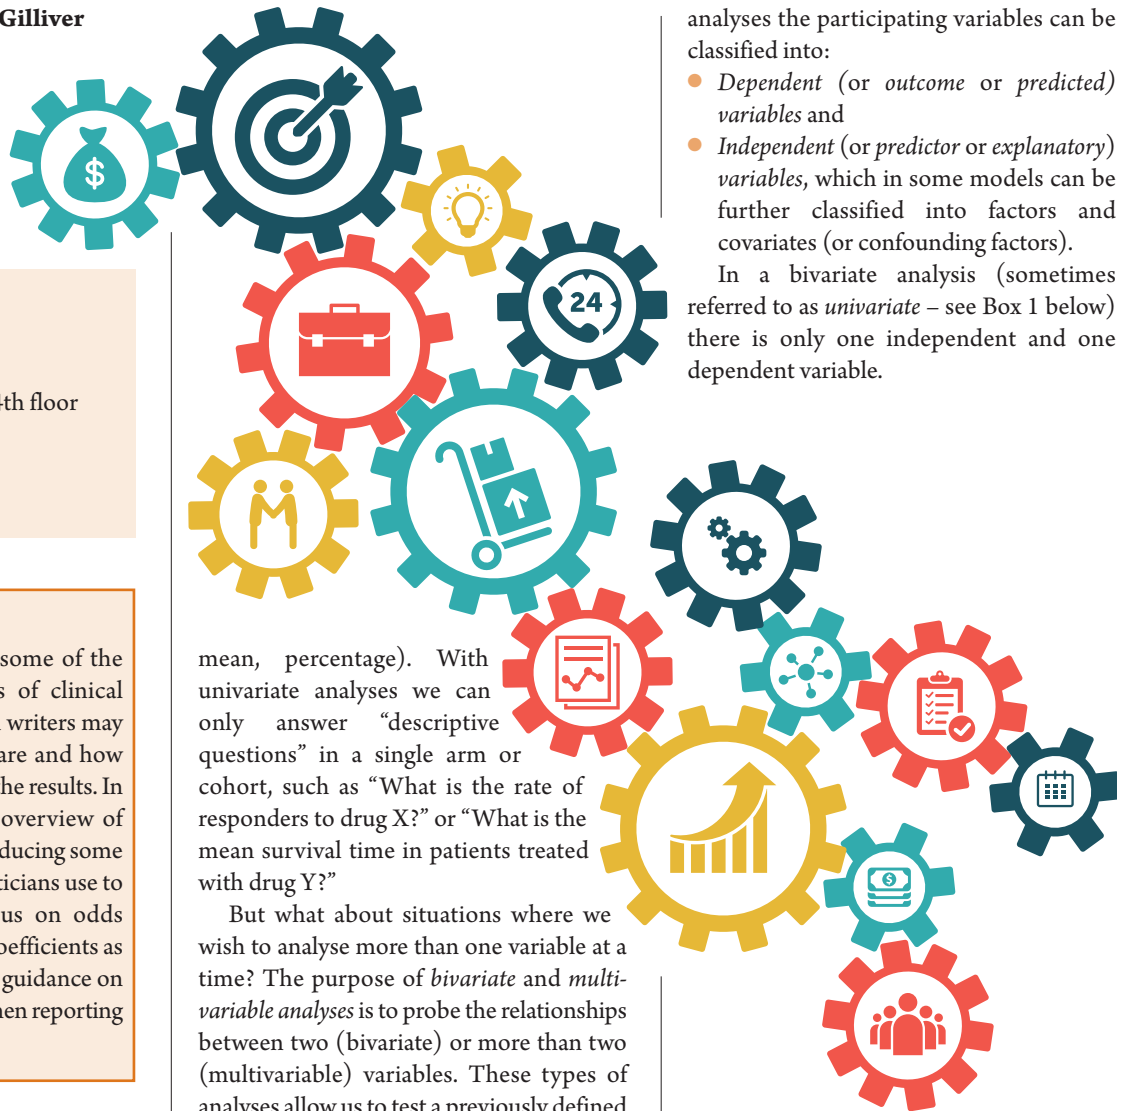 Gilliver
4th floor
some of the
s of clinical
writers may
are and how
he results. In
overview of
ducing some
ticians use to
us on odds
oefficients as
guidance on
hen reporting
$
24
$
mean, percentage). With
univariate analyses we can
only answer “descriptive
questions” in a single arm or
cohort, such as “What is the rate of
responders to drug X?” or “What is the
mean survival time in patients treated
with drug Y?”
But what about situations where we
wish to analyse more than one variable at a
time? The purpose of bivariate and multi-
variable analyses is to probe the relationships
between two (bivariate) or more than two
(multivariable) variables. These types of
analyses allow us to test a previously defined
analyses the participating variables can be
classified into:
● Dependent (or outcome or predicted)
variables and
● Independent (or predictor or explanatory)
variables, which in some models can be
further classified into factors and
covariates (or confounding factors).
In a bivariate analysis (sometimes
referred to as univariate – see Box 1 below)
there is only one independent and one
dependent variable.